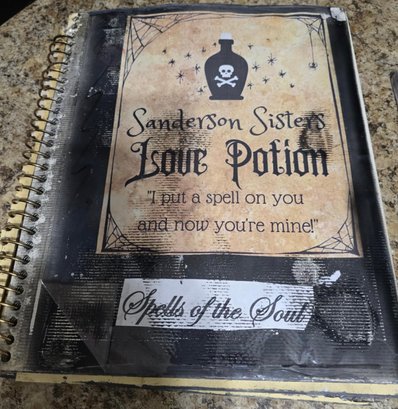 Sanderson Sisters
Love Potion
"I put a spell on you
and now you're mine!"
Spells of the Soul